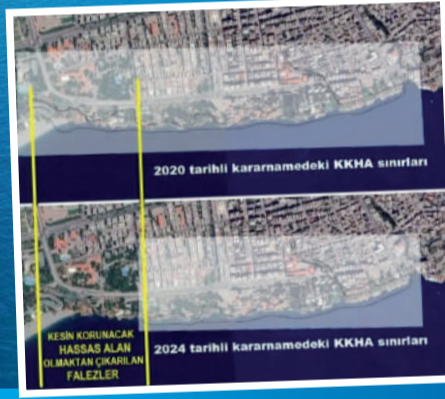 2020 tarihli kararnamedeki KKHA sınırları
2024 tarihli kararnamedeki KKHA sınırları
KESİN KORUNACAK
HASSAS ALAN
OLMAKTAN ÇIKARILAN
FALEZLER